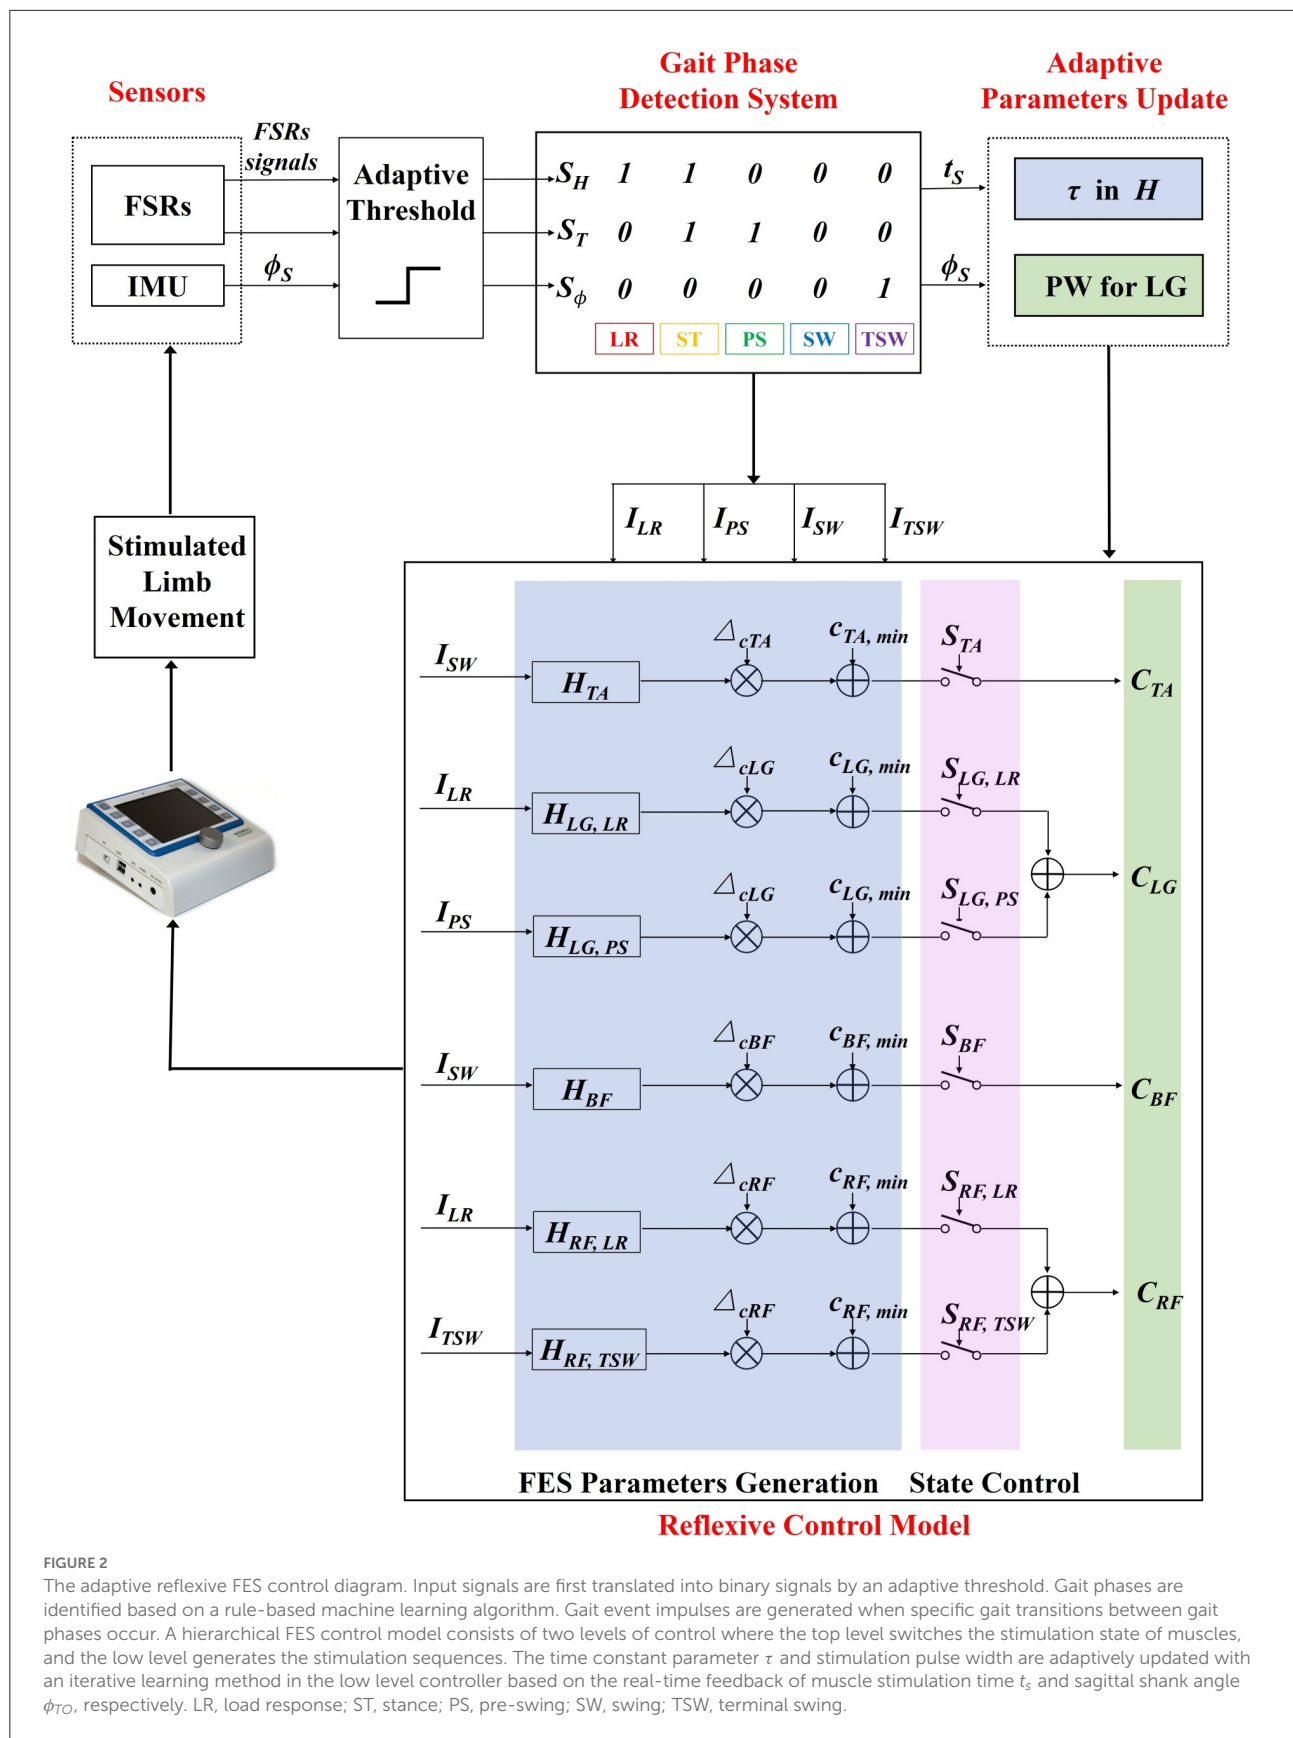 Sensors
Gait Phase
Detection System
Adaptive
Parameters Update
FSRs
signals
FSRs
IMU
ϕS
Adaptive
Threshold
SH 1 1 0 0 0
ST 0 1 1 0 0
Sϕ 0 0 0 0 1
LR ST PS SW TSW
tS
ϕS
τ in H
PW for LG
ILR IPS ISW ITSW
Stimulated
Limb
Movement
ISW HTA △cTA cTA, min STA CTA
ILR HLG, LR △cLG cLG, min SLG, LR
CLG
IPS HLG, PS △cLG cLG, min SLG, PS
ISW HBF △cBF cBF, min SBF CBF
ILR HRF, LR △cRF cRF, min SRF, LR
CRF
ITSW HRF, TSW △cRF cRF, min SRF, TSW
FES Parameters Generation State Control
Reflexive Control Model
FIGURE 2
The adaptive reflexive FES control diagram. Input signals are first translated into binary signals by an adaptive threshold. Gait phases are
identified based on a rule-based machine learning algorithm. Gait event impulses are generated when specific gait transitions between gait
phases occur. A hierarchical FES control model consists of two levels of control where the top level switches the stimulation state of muscles,
and the low level generates the stimulation sequences. The time constant parameter τ and stimulation pulse width are adaptively updated with
an iterative learning method in the low level controller based on the real-time feedback of muscle stimulation time ts and sagittal shank angle
ϕTO, respectively. LR, load response; ST, stance; PS, pre-swing; SW, swing; TSW, terminal swing.